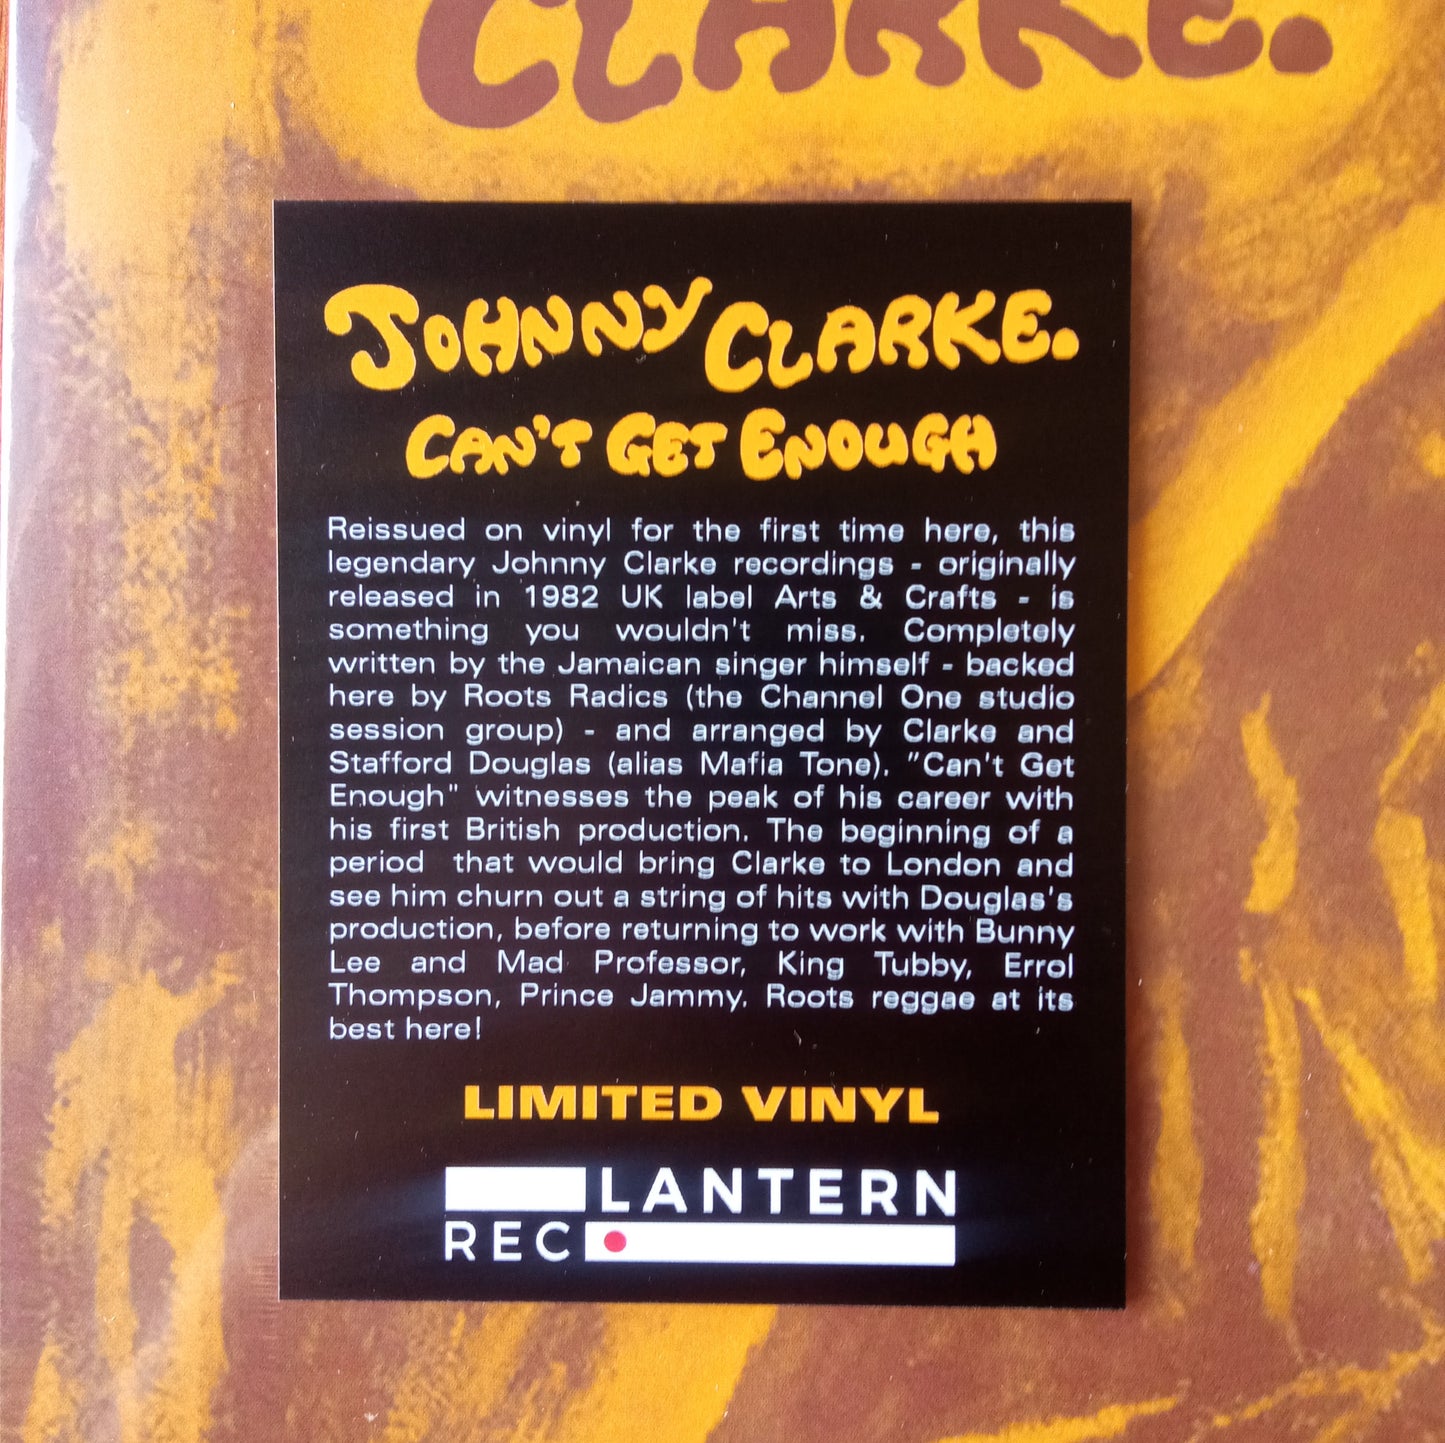 CLARKE.
JOHNNY CLARKE.
CAN'T GET ENOUGH
Reissued on vinyl for the first time here, this
legendary Johnny Clarke recordings - originally
released in 1982 UK label Arts & Crafts - is
something you wouldn't miss. Completely
written by the Jamaican singer himself - backed
here by Roots Radics (the Channel One studio
session group) - and arranged by Clarke and
Stafford Douglas (alias Mafia Tone). "Can't Get
Enough" witnesses the peak of his career with
his first British production. The beginning of a
period that would bring Clarke to London and
see him churn out a string of hits with Douglas's
production, before returning to work with Bunny
Lee and Mad Professor, King Tubby, Errol
Thompson, Prince Jammy. Roots reggae at its
best here!
LIMITED VINYL
LANTERN
REC